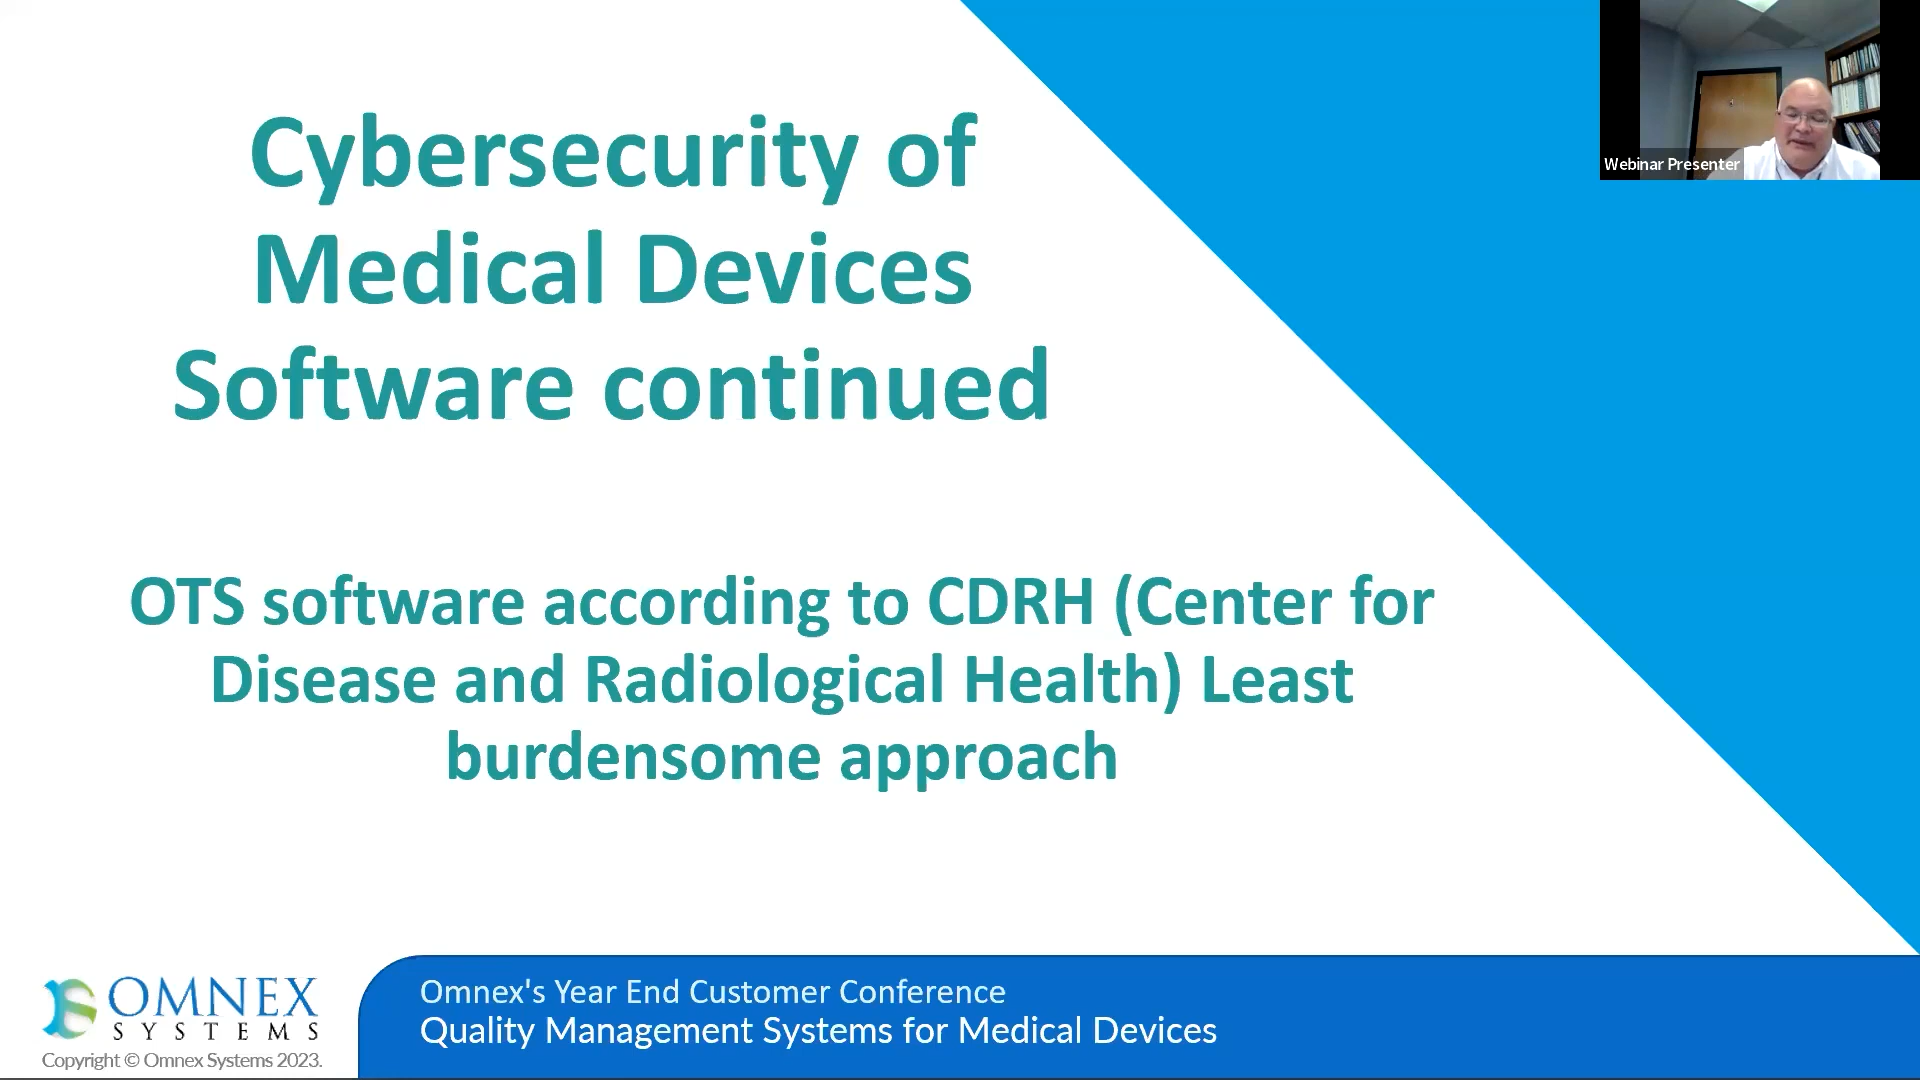 Cybersecurity of
Medical Devices
Software continued
Webinar Presenter
OTS software according to CDRH (Center for
Disease and Radiological Health) Least
burdensome approach
OMNEX
SYSTEMS
Copyright © Omnex Systems 2023.
Omnex's Year End Customer Conference
Quality Management Systems for Medical Devices